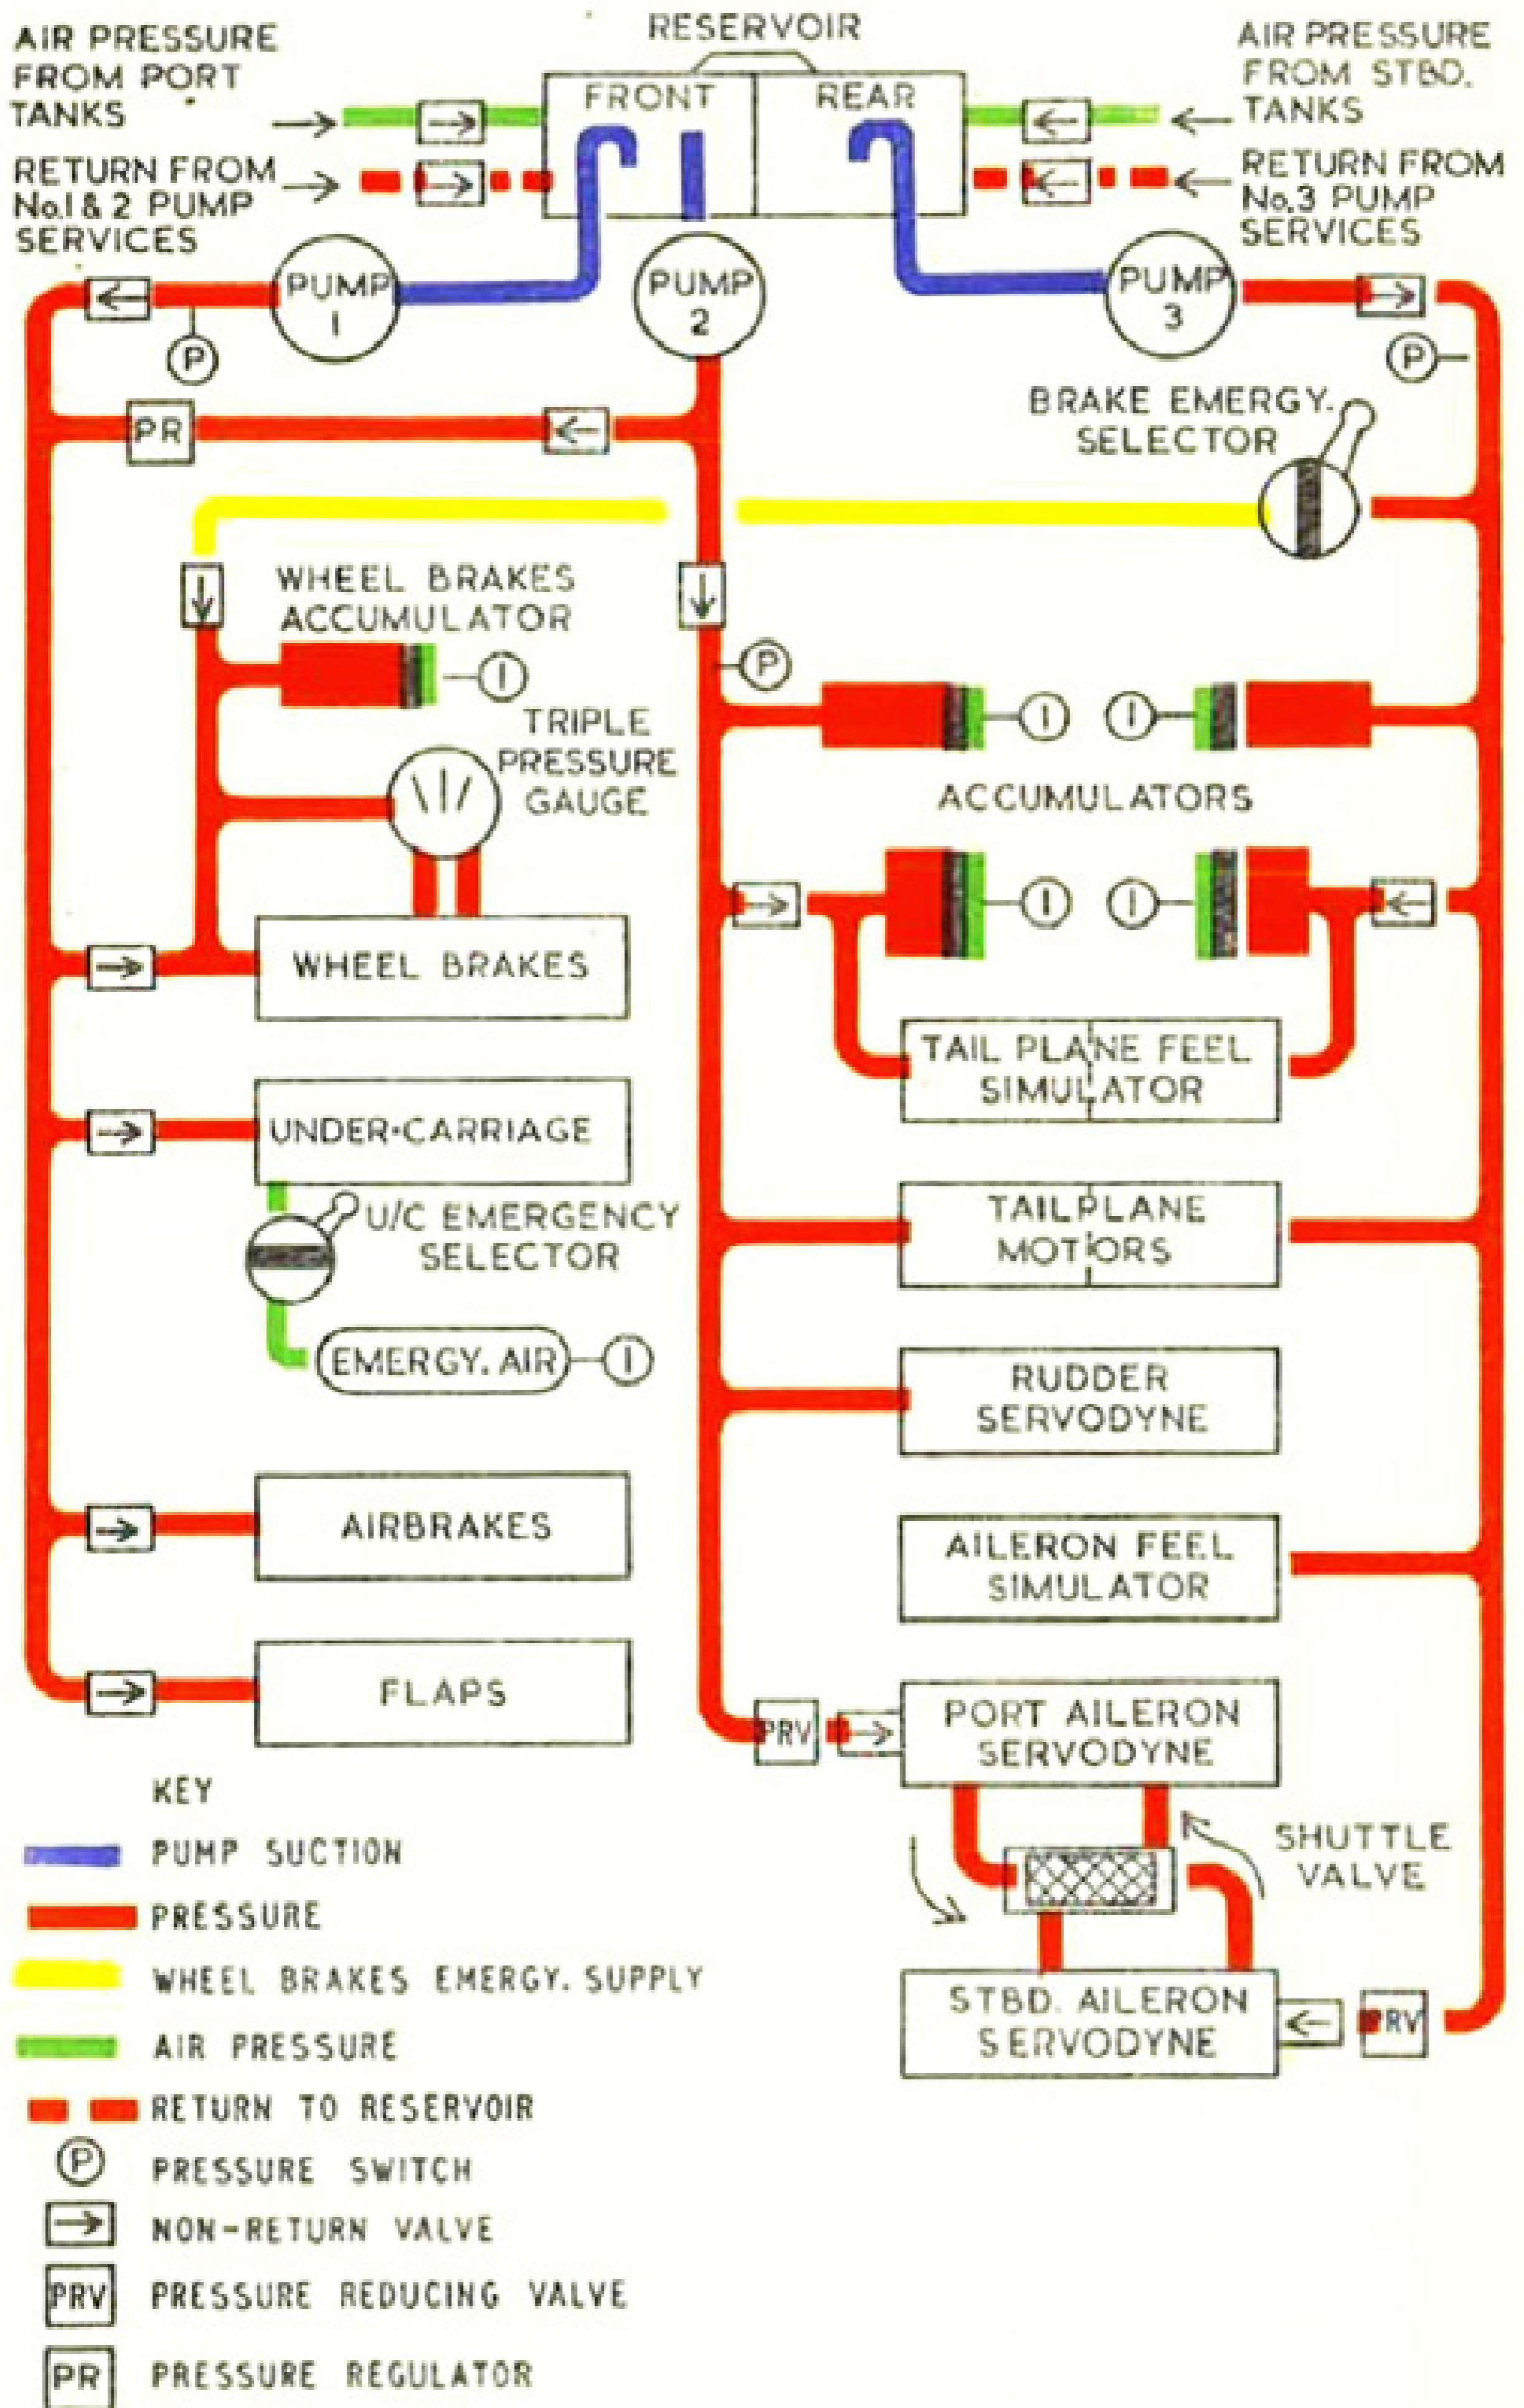 RESERVOIR
AIR PRESSURE
FROM PORT
TANKS
FRONT
REAR
AIR PRESSURE
FROM STBD.
TANKS
RETURN FROM
No.1 & 2 PUMP
SERVICES
RETURN FROM
No.3 PUMP
SERVICES
PUMP
1
PUMP
2
PUMP
3
P
P
PR
BRAKE EMERGY.
SELECTOR
WHEEL BRAKES
ACCUMULATOR
I
P
TRIPLE
PRESSURE
GAUGE
I
I
ACCUMULATORS
I
I
WHEEL BRAKES
TAIL PLANE FEEL
SIMULATOR
UNDER-CARRIAGE
U/C EMERGENCY
SELECTOR
TAILPLANE
MOTORS
EMERGY. AIR
I
RUDDER
SERVODYNE
AIRBRAKES
AILERON FEEL
SIMULATOR
FLAPS
PRV
PORT AILERON
SERVODYNE
SHUTTLE
VALVE
STBD. AILERON
SERVODYNE
PRV
KEY
PUMP SUCTION
PRESSURE
WHEEL BRAKES EMERGY. SUPPLY
AIR PRESSURE
RETURN TO RESERVOIR
P PRESSURE SWITCH
NON-RETURN VALVE
PRV PRESSURE REDUCING VALVE
PR PRESSURE REGULATOR